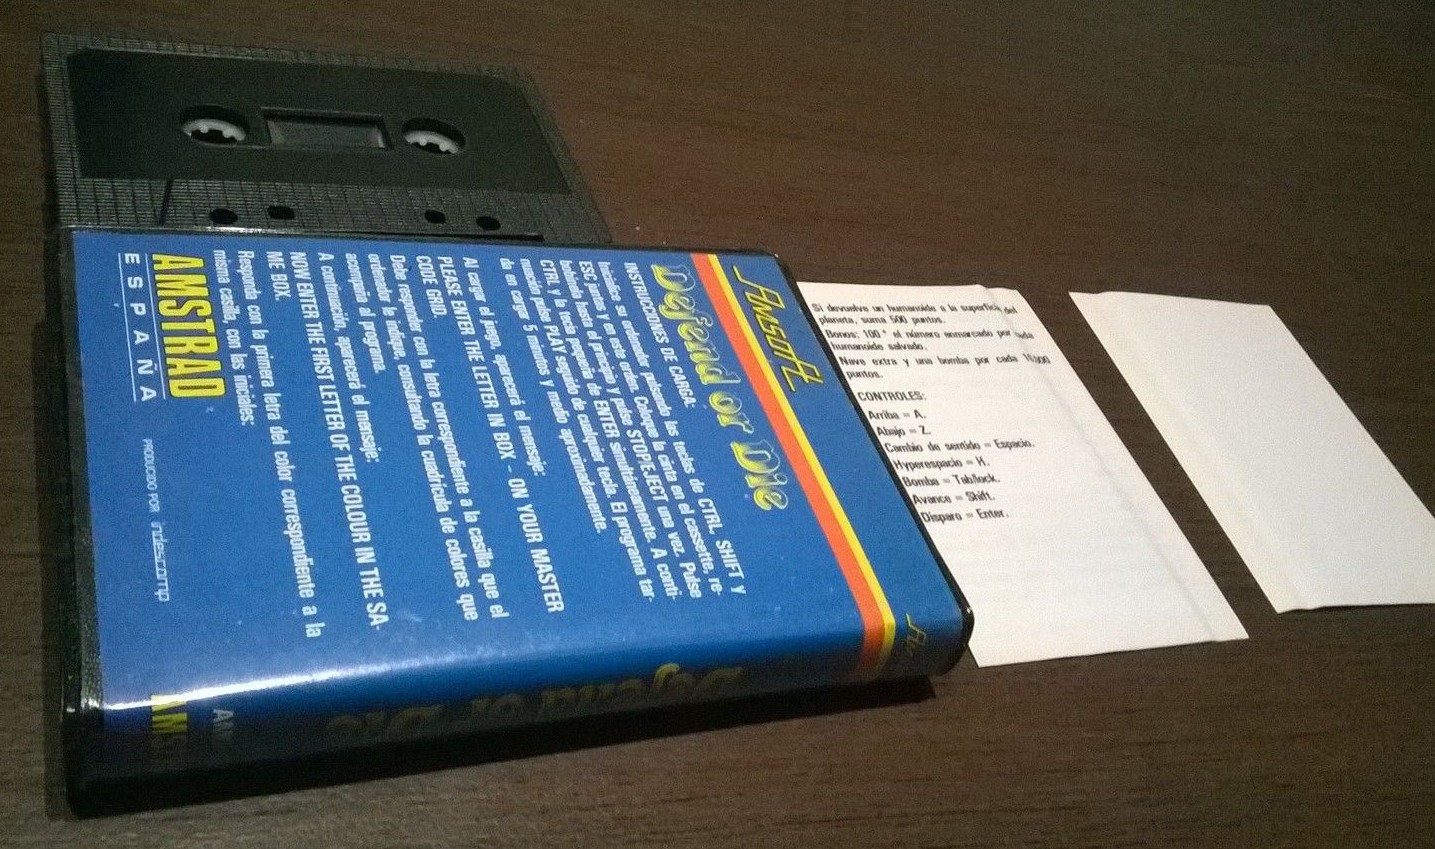 Amsoft
Defend or Die
INSTRUCCIONES DE CARGA:
Inicialice su ordenador pulsando las teclas de CTRL, SHIFT y
ESC juntas y en este orden. Coloque la cinta en el cassette, re-
bobínela hasta el principio y pulse STOP/EJECT una vez. Pulse
CTRL y la tecla pequeña de ENTER simultáneamente. A conti-
nuación pulse PLAY seguida de cualquier tecla. El programa tar-
da en cargar 5 minutos y medio aproximadamente.
Al cargar el juego, aparecerá el mensaje:
PLEASE ENTER THE LETTER IN BOX - ON YOUR MASTER
CODE GRID.
Debe responder con la letra correspondiente a la casilla que el
ordenador le indique, consultando la cuadrícula de colores que
acompaña al programa.
A continuación, aparecerá el mensaje:
NOW ENTER THE FIRST LETTER OF THE COLOUR IN THE SA-
ME BOX.
Responda con la primera letra del color correspondiente a la
misma casilla, con las iniciales:
AMSTRAD
ESPAÑA
PRODUCIDO POR indescomp
Defend or Die
Si devuelve un humanoide a la superficie del
planeta, suma 500 puntos.
Bonos: 100 * el número enmarcado por cada
humanoide salvado.
Nave extra y una bomba por cada 10,000
puntos.
CONTROLES:
Arriba = A.
Abajo = Z.
Cambio de sentido = Espacio.
Hyperespacio = H.
Bomba = Tab/lock.
Avance = Shift.
Disparo = Enter.